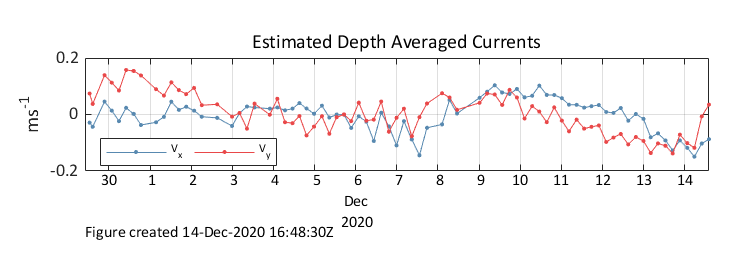 Estimated Depth Averaged Currents
ms-1
0.2
0
-0.2
Vx Vy
30 1 2 3 4 5 6 7 8 9 10 11 12 13 14
Dec
2020
Figure created 14-Dec-2020 16:48:30Z